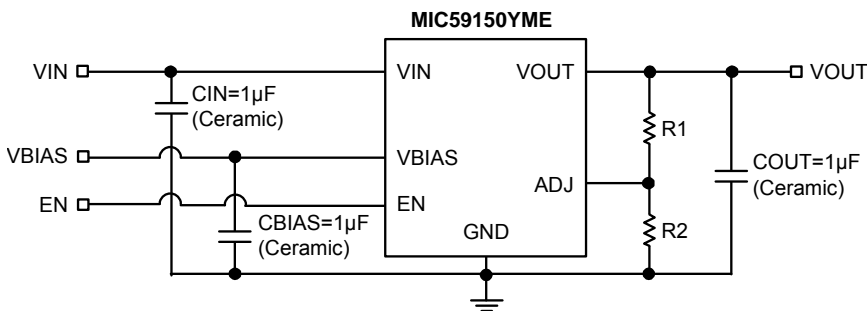 MIC59150YME
VIN
VIN
VOUT
VOUT
CIN=1µF
(Ceramic)
R1
VBIAS
VBIAS
COUT=1µF
(Ceramic)
ADJ
EN
EN
CBIAS=1µF
(Ceramic)
R2
GND